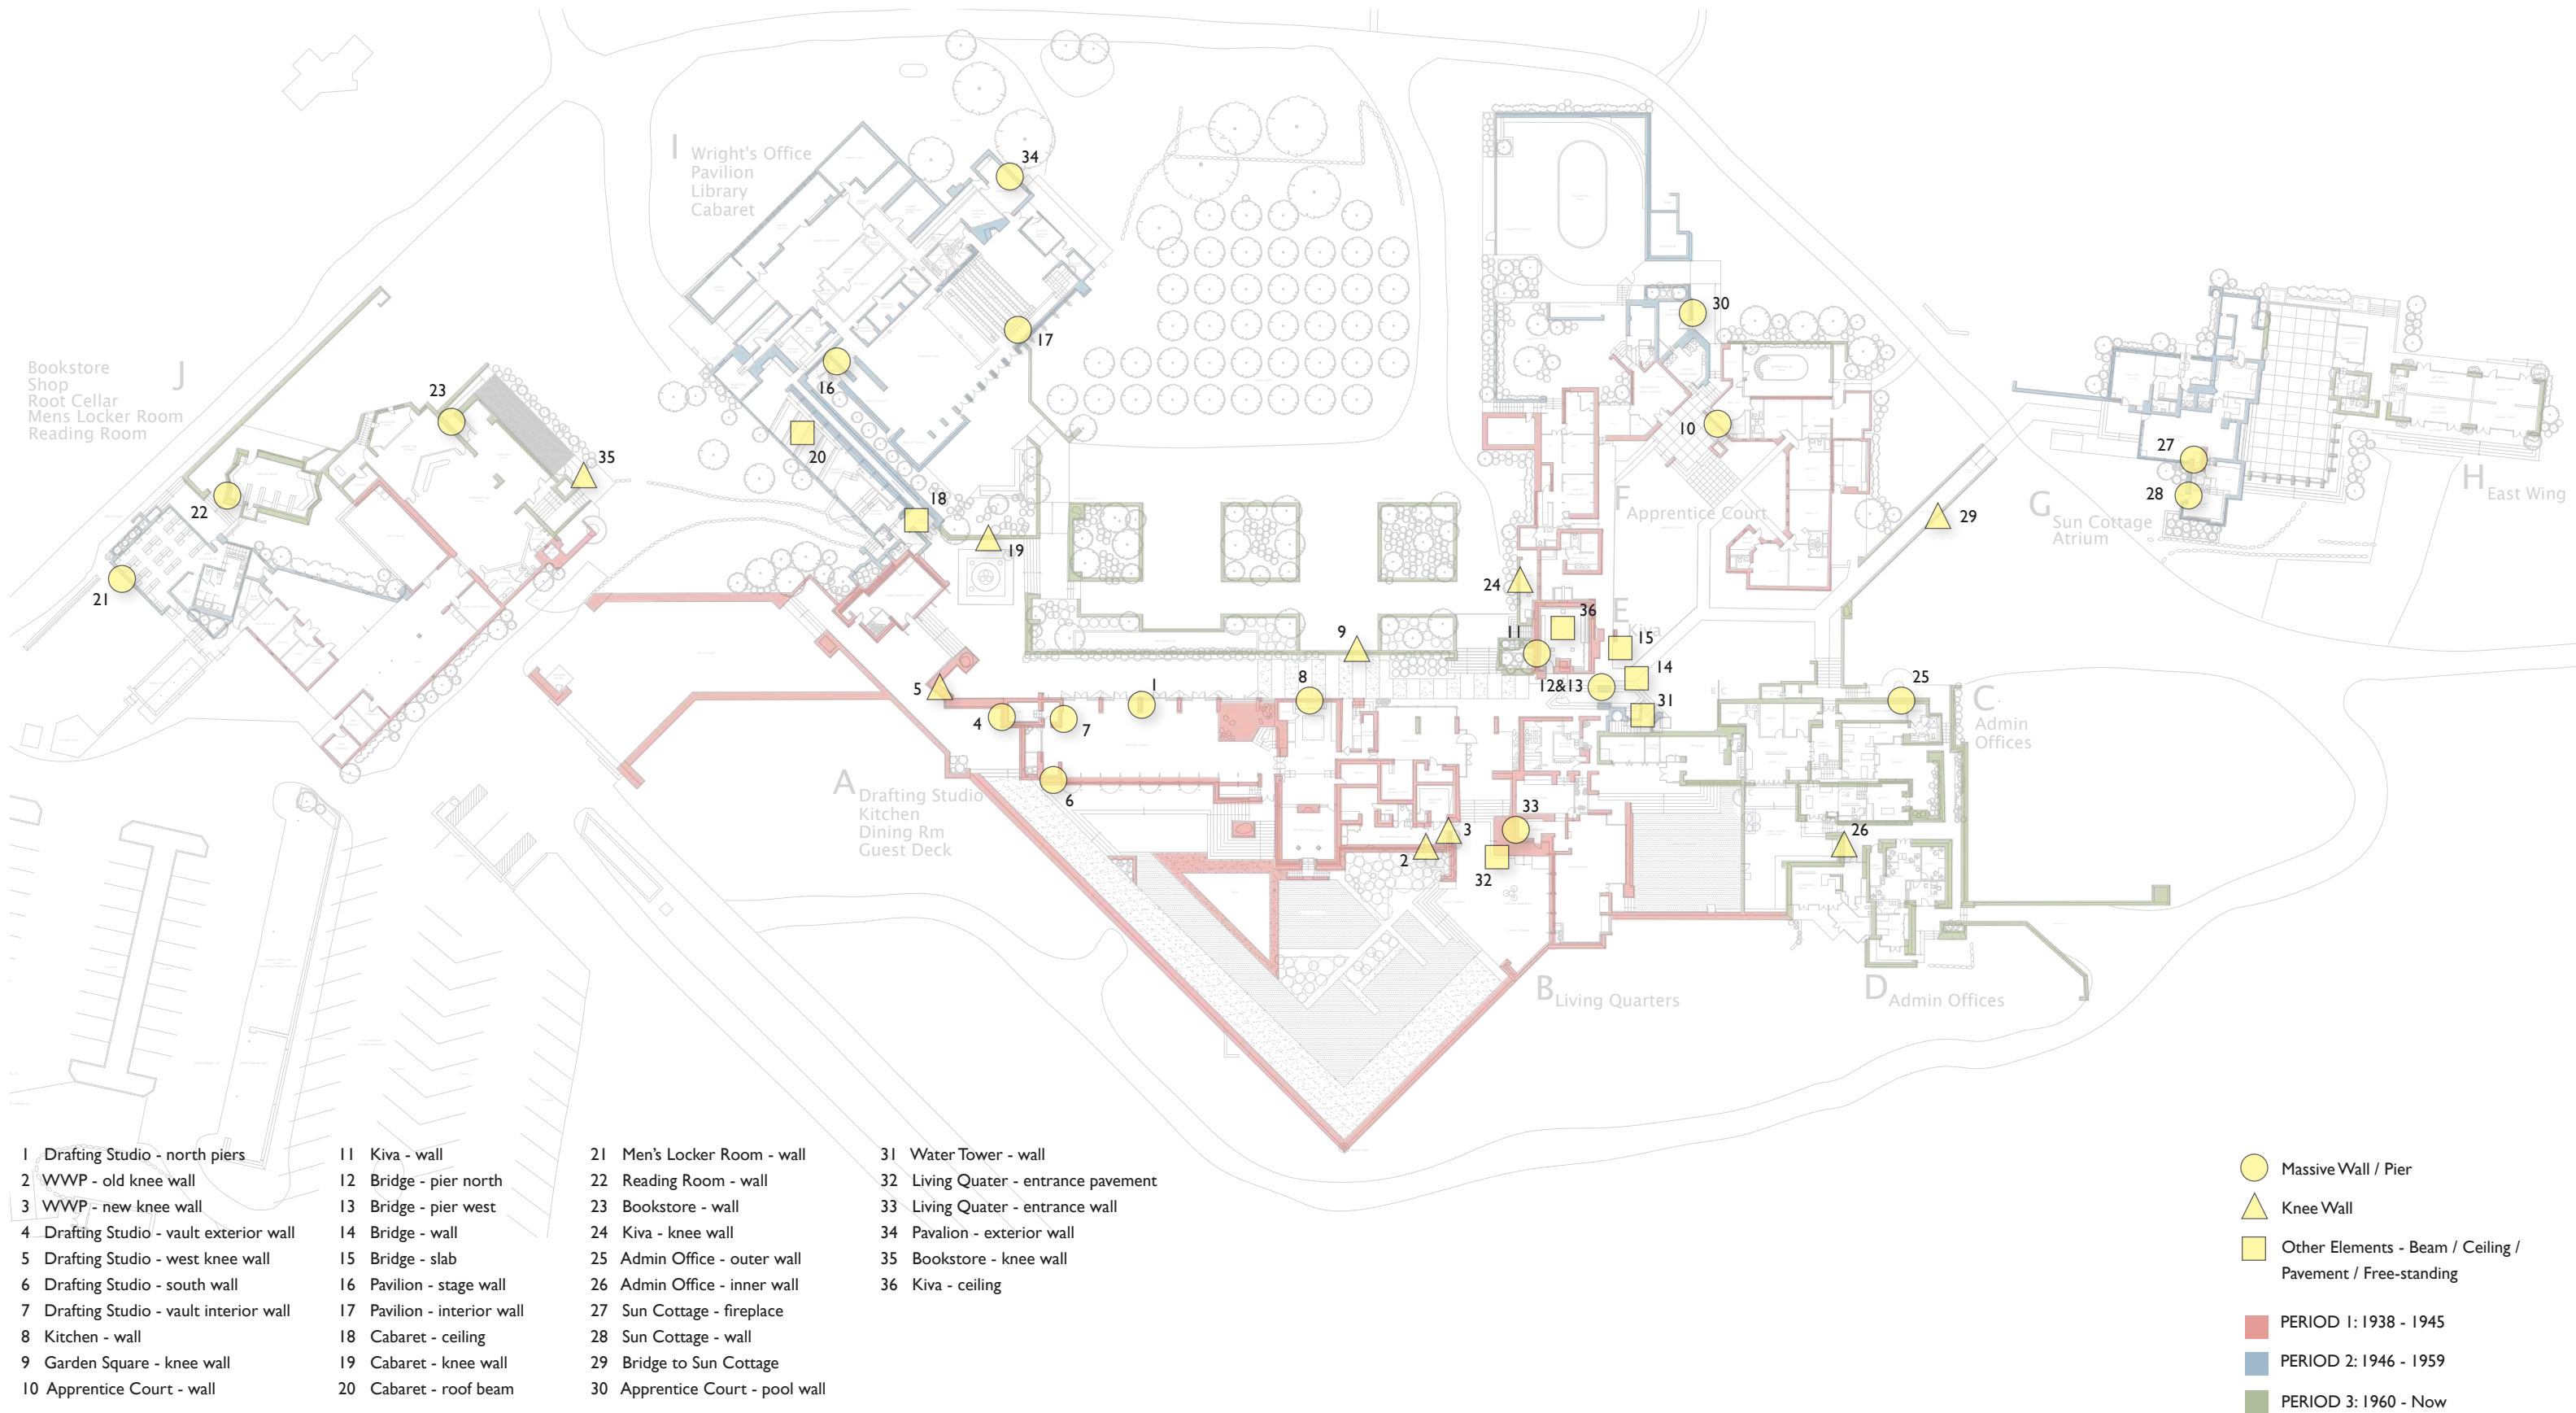 I
Wright's Office
Pavilion
Library
Cabaret
34
30
17
16
20
18
19
J
Bookstore
Shop
Root Cellar
Mens Locker Room
Reading Room
23
35
22
21
10
F
Apprentice Court
27
28
29
G
Sun Cottage
Atrium
H
East Wing
24
36
E
Kiva
11
15
14
12&13
31
9
8
1
5
4
7
6
25
C
Admin
Offices
A
Drafting Studio
Kitchen
Dining Rm
Guest Deck
33
3
2
32
26
B
Living Quarters
D
Admin Offices
B
C
1 Drafting Studio - north piers
2 WWP - old knee wall
3 WWP - new knee wall
4 Drafting Studio - vault exterior wall
5 Drafting Studio - west knee wall
6 Drafting Studio - south wall
7 Drafting Studio - vault interior wall
8 Kitchen - wall
9 Garden Square - knee wall
10 Apprentice Court - wall
11 Kiva - wall
12 Bridge - pier north
13 Bridge - pier west
14 Bridge - wall
15 Bridge - slab
16 Pavilion - stage wall
17 Pavilion - interior wall
18 Cabaret - ceiling
19 Cabaret - knee wall
20 Cabaret - roof beam
21 Men's Locker Room - wall
22 Reading Room - wall
23 Bookstore - wall
24 Kiva - knee wall
25 Admin Office - outer wall
26 Admin Office - inner wall
27 Sun Cottage - fireplace
28 Sun Cottage - wall
29 Bridge to Sun Cottage
30 Apprentice Court - pool wall
31 Water Tower - wall
32 Living Quater - entrance pavement
33 Living Quater - entrance wall
34 Pavalion - exterior wall
35 Bookstore - knee wall
36 Kiva - ceiling
Massive Wall / Pier
Knee Wall
Other Elements - Beam / Ceiling /
Pavement / Free-standing
PERIOD 1: 1938 - 1945
PERIOD 2: 1946 - 1959
PERIOD 3: 1960 - Now